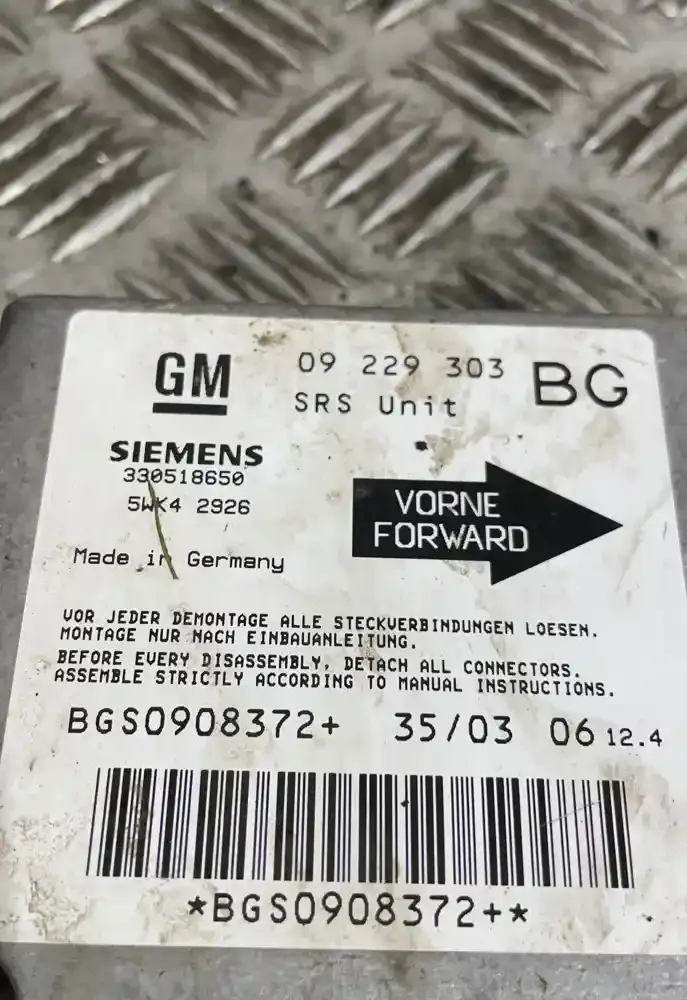 GM 09 229 303 BG
SRS Unit
SIEMENS
330518650
5WK4 2926
VORNE
FORWARD
Made in Germany
VOR JEDER DEMONTAGE ALLE STECKVERBINDUNGEN LOESEN.
MONTAGE NUR NACH EINBAUANLEITUNG.
BEFORE EVERY DISASSEMBLY, DETACH ALL CONNECTORS.
ASSEMBLE STRICTLY ACCORDING TO MANUAL INSTRUCTIONS.
BGS0908372+ 35/03 06 12.4
*BGS0908372+*